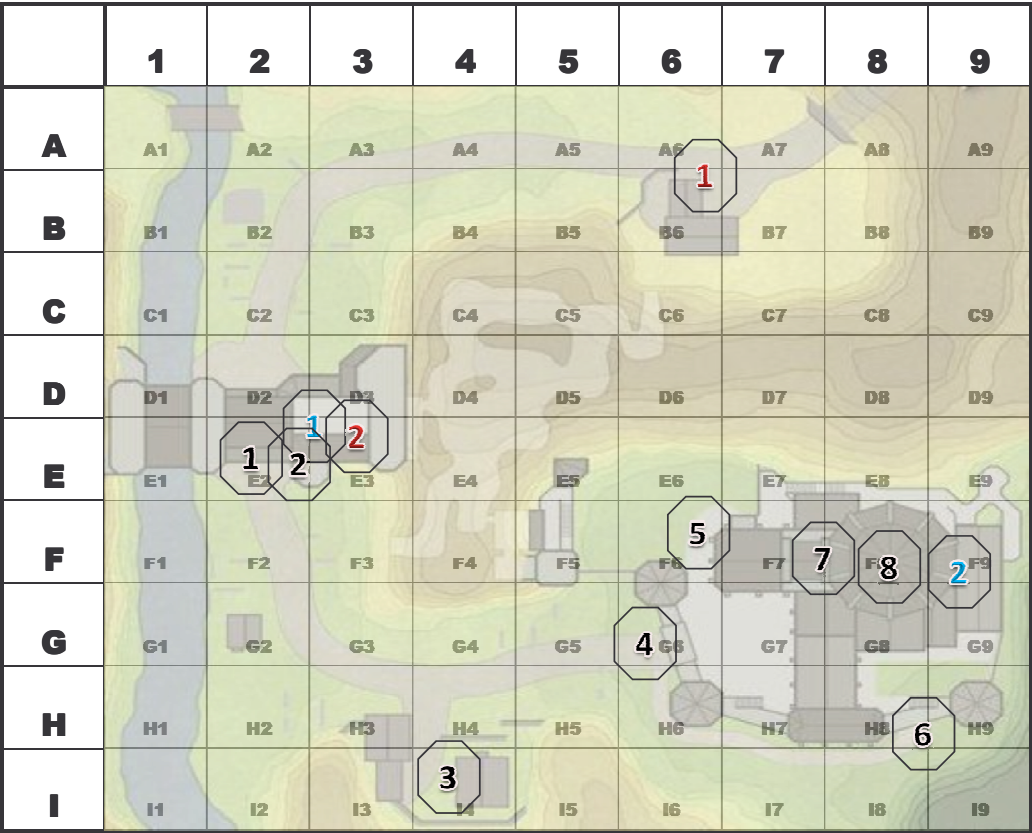 1 2 3 4 5 6 7 8 9
A
A1 A2 A3 A4 A5 A6 A7 A8 A9
1
B
B1 B2 B3 B4 B5 B6 B7 B8 B9
C
C1 C2 C3 C4 C5 C6 C7 C8 C9
D
D1 D2 D3 D4 D5 D6 D7 D8 D9
1 2
1 2
E
E1 E2 E3 E4 E5 E6 E7 E8 E9
5
7 8 2
F
F1 F2 F3 F4 F5 F6 F7 F9
4
G
G1 G2 G3 G4 G5 G6 G7 G8 G9
H
H1 H2 H3 H4 H5 H6 H7 H8 H9
6
3
I
I1 I2 I3 I4 I5 I6 I7 I8 I9